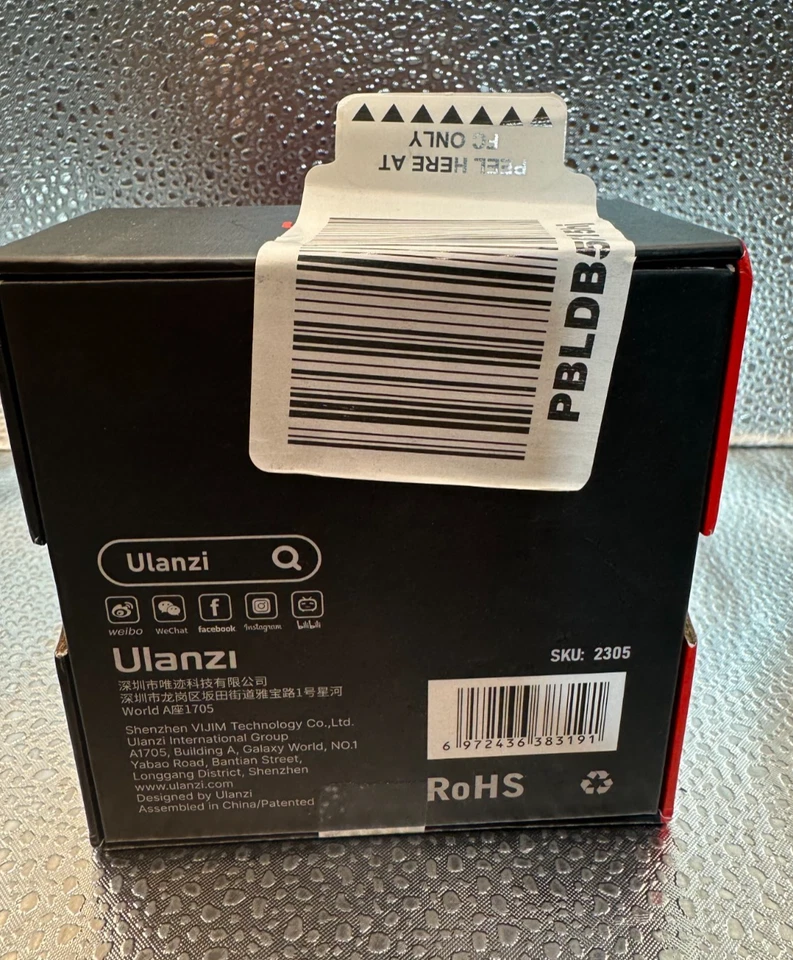 PEEL HERE AT
FC ONLY
Ulanzi
weibo
WeChat
facebook
Instagram
bilibili
Ulanzi
深圳市唯迹科技有限公司
深圳市龙岗区坂田街道雅宝路1号星河
World A座1705
Shenzhen VIJIM Technology Co.,Ltd.
Ulanzi International Group
A1705, Building A, Galaxy World, NO.1
Yabao Road, Bantian Street,
Longgang District, Shenzhen
www.ulanzi.com
Designed by Ulanzi
Assembled in China/Patented
SKU: 2305
6 972436 383191
RoHS